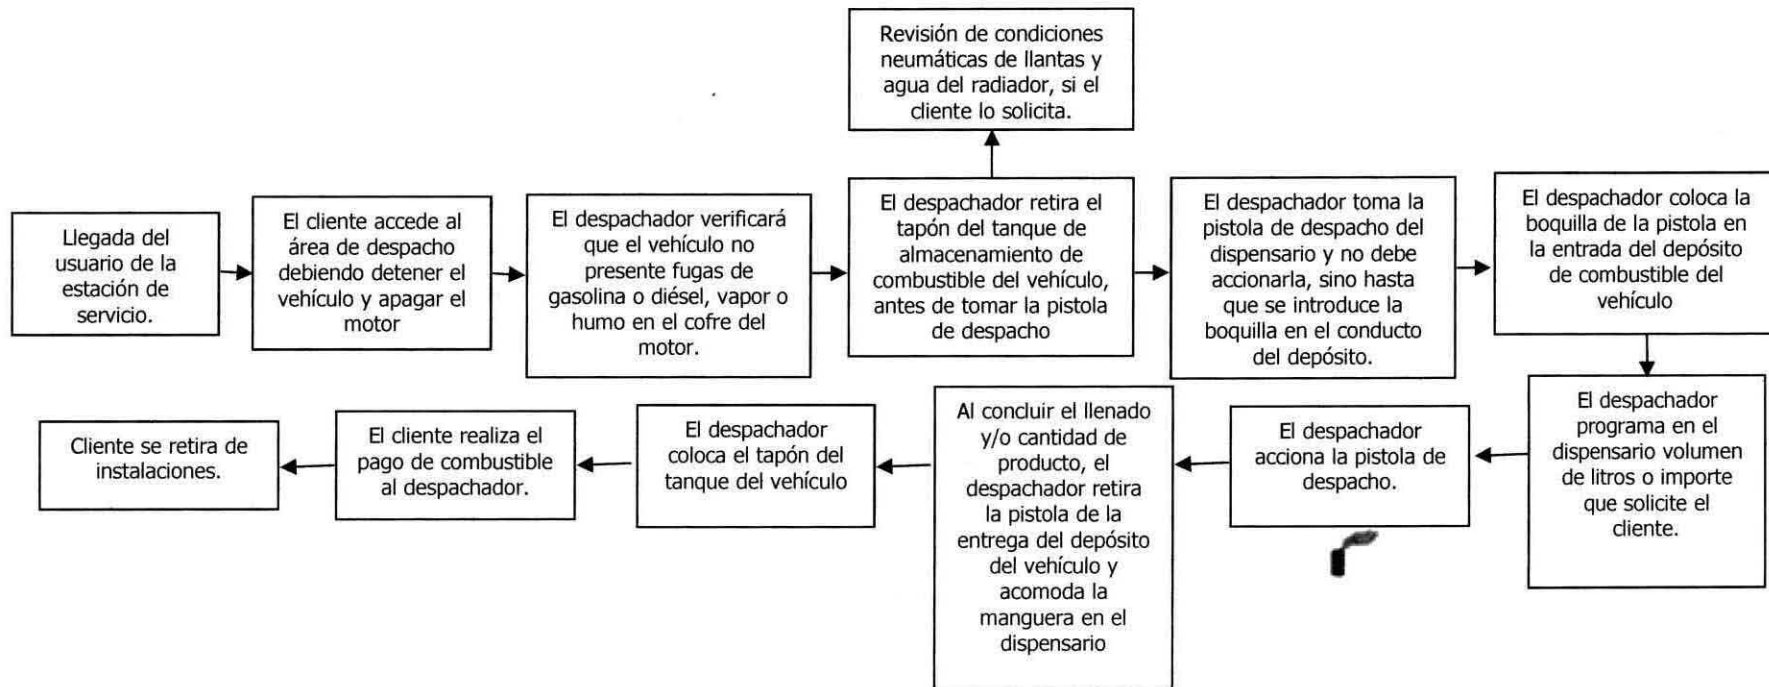 Revisión de condiciones
neumáticas de llantas y
agua del radiador, si el
cliente lo solicita.
Llegada del
usuario de la
estación de
servicio.
El cliente accede al
área de despacho
debiendo detener el
vehículo y apagar el
motor
El despachador verificará
que el vehículo no
presente fugas de
gasolina o diésel, vapor o
humo en el cofre del
motor.
El despachador retira el
tapón del tanque de
almacenamiento de
combustible del vehículo,
antes de tomar la pistola
de despacho
El despachador toma la
pistola de despacho del
dispensario y no debe
accionarla, sino hasta
que se introduce la
boquilla en el conducto
del depósito.
El despachador coloca la
boquilla de la pistola en
la entrada del depósito
de combustible del
vehículo
El despachador
programa en el
dispensario volumen
de litros o importe
que solicite el
cliente.
El despachador
acciona la pistola de
despacho.
Al concluir el llenado
y/o cantidad de
producto, el
despachador retira
la pistola de la
entrega del depósito
del vehículo y
acomoda la
manguera en el
dispensario
El despachador
coloca el tapón del
tanque del vehículo
El cliente realiza el
pago de combustible
al despachador.
Cliente se retira de
instalaciones.